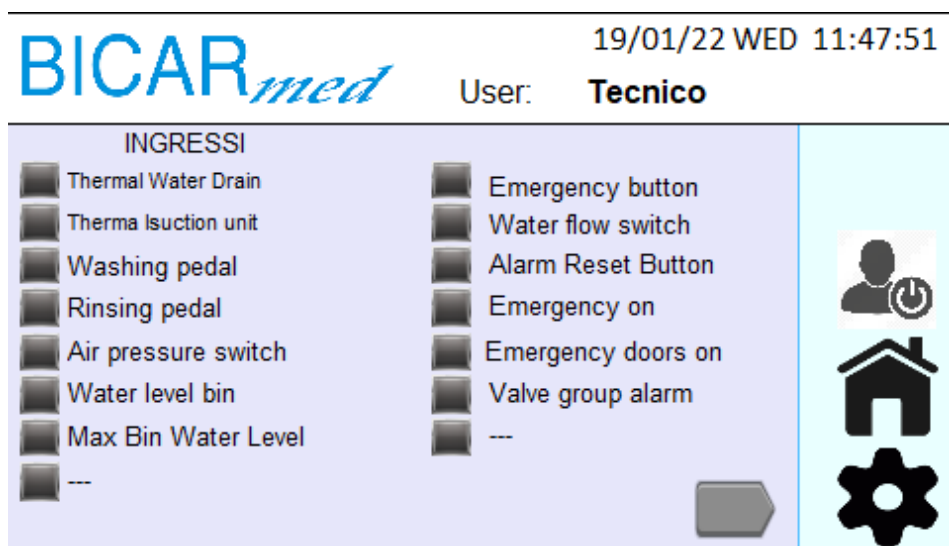 BICARmed
19/01/22 WED 11:47:51
User: Tecnico
INGRESSI
Thermal Water Drain
Therma lsuction unit
Washing pedal
Rinsing pedal
Air pressure switch
Water level bin
Max Bin Water Level
---
Emergency button
Water flow switch
Alarm Reset Button
Emergency on
Emergency doors on
Valve group alarm
---